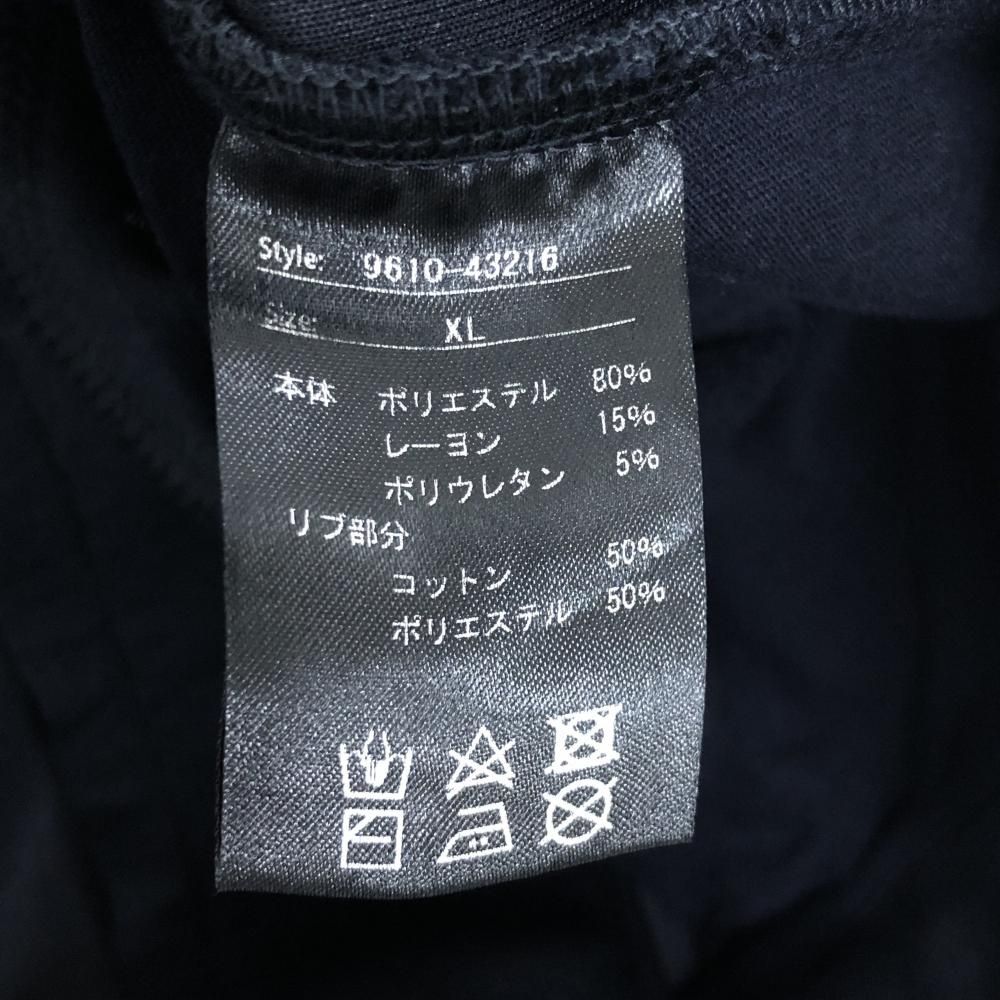 Style: 9610-43216
Size: XL
本体 ポリエステル 80%
レーヨン 15%
ポリウレタン 5%
リブ部分
コットン 50%
ポリエステル 50%